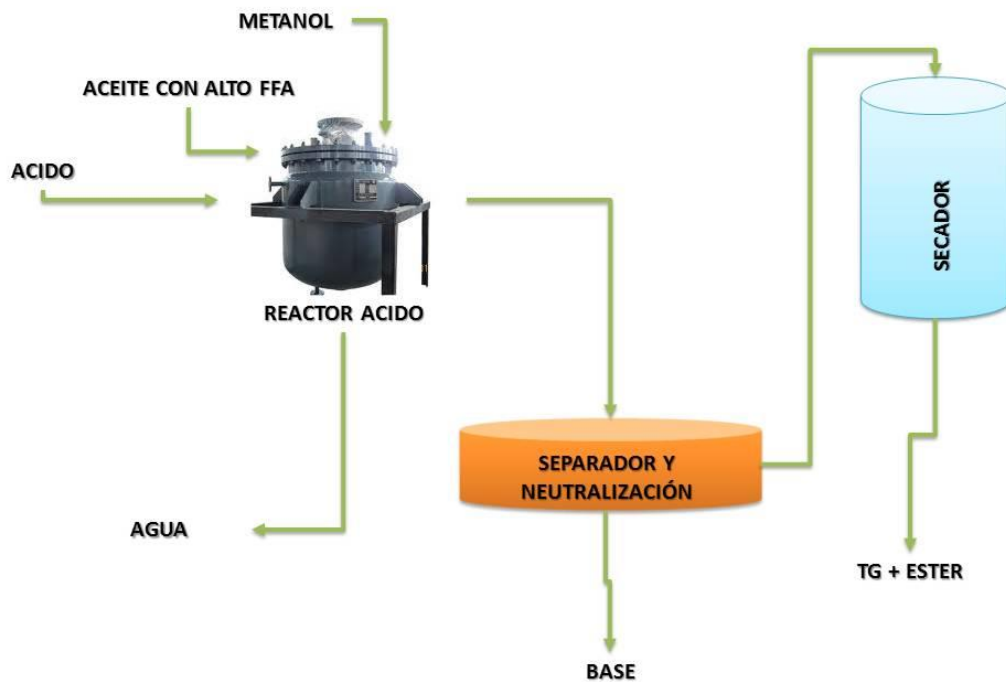 METANOL
ACEITE CON ALTO FFA
ACIDO
REACTOR ACIDO
SECADOR
SEPARADOR Y
NEUTRALIZACIÓN
AGUA
TG + ESTER
BASE